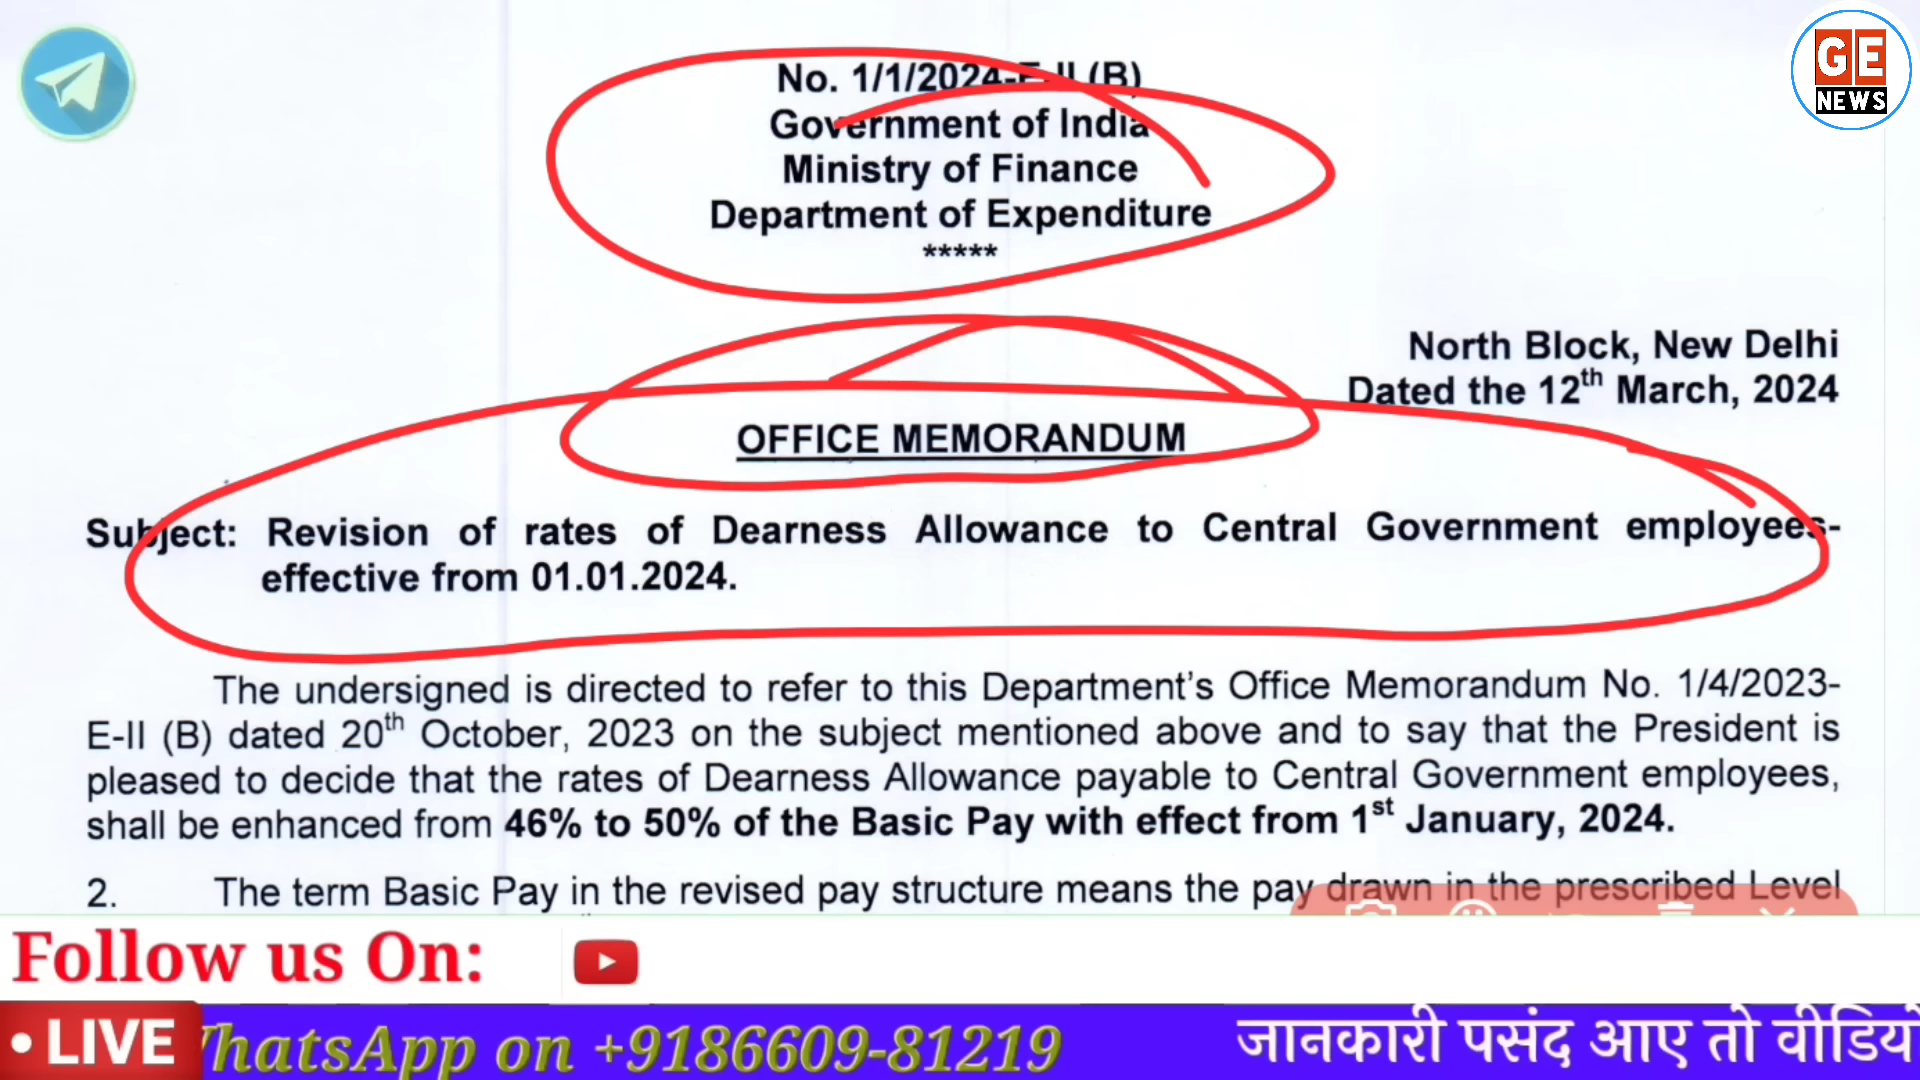 GE
NEWS
No. 1/1/2024-E-II (B)
Government of India
Ministry of Finance
Department of Expenditure
*****
North Block, New Delhi
Dated the 12th March, 2024
OFFICE MEMORANDUM
Subject: Revision of rates of Dearness Allowance to Central Government employees-
effective from 01.01.2024.
The undersigned is directed to refer to this Department's Office Memorandum No. 1/4/2023-
E-II (B) dated 20th October, 2023 on the subject mentioned above and to say that the President is
pleased to decide that the rates of Dearness Allowance payable to Central Government employees,
shall be enhanced from 46% to 50% of the Basic Pay with effect from 1st January, 2024.
2. The term Basic Pay in the revised pay structure means the pay drawn in the prescribed Level
Follow us On:
• LIVE
WhatsApp on +9186609-81219 जानकारी पसंद आए तो वीडियो